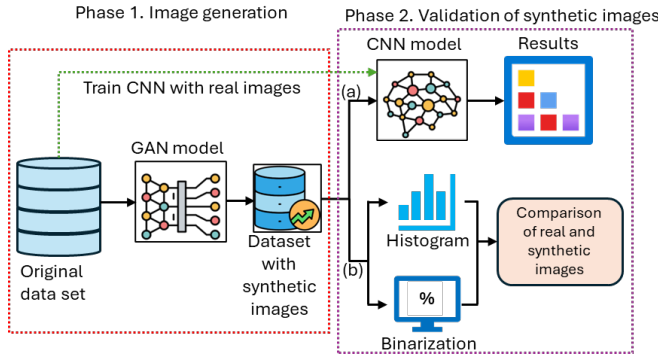 Phase 1. Image generation
Phase 2. Validation of synthetic images
CNN model
Results
Train CNN with real images
(a)
GAN model
Original
data set
Dataset
with
synthetic
images
(b)
Histogram
%
Binarization
Comparison
of real and
synthetic
images